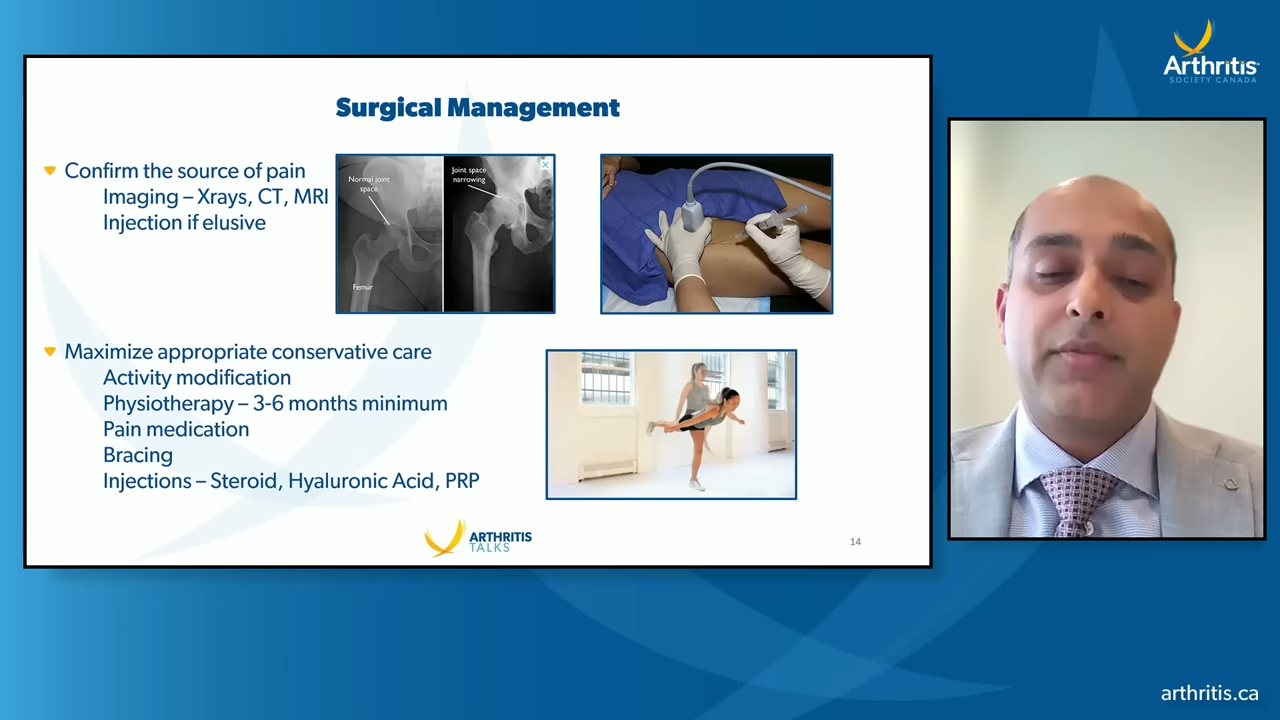 Arthritis
SOCIETY CANADA
Surgical Management
Confirm the source of pain
Imaging – Xrays, CT, MRI
Injection if elusive
Normal joint
space
Joint space
narrowing
Femur
Maximize appropriate conservative care
Activity modification
Physiotherapy – 3-6 months minimum
Pain medication
Bracing
Injections – Steroid, Hyaluronic Acid, PRP
ARTHRITIS
TALKS
14
arthritis.ca